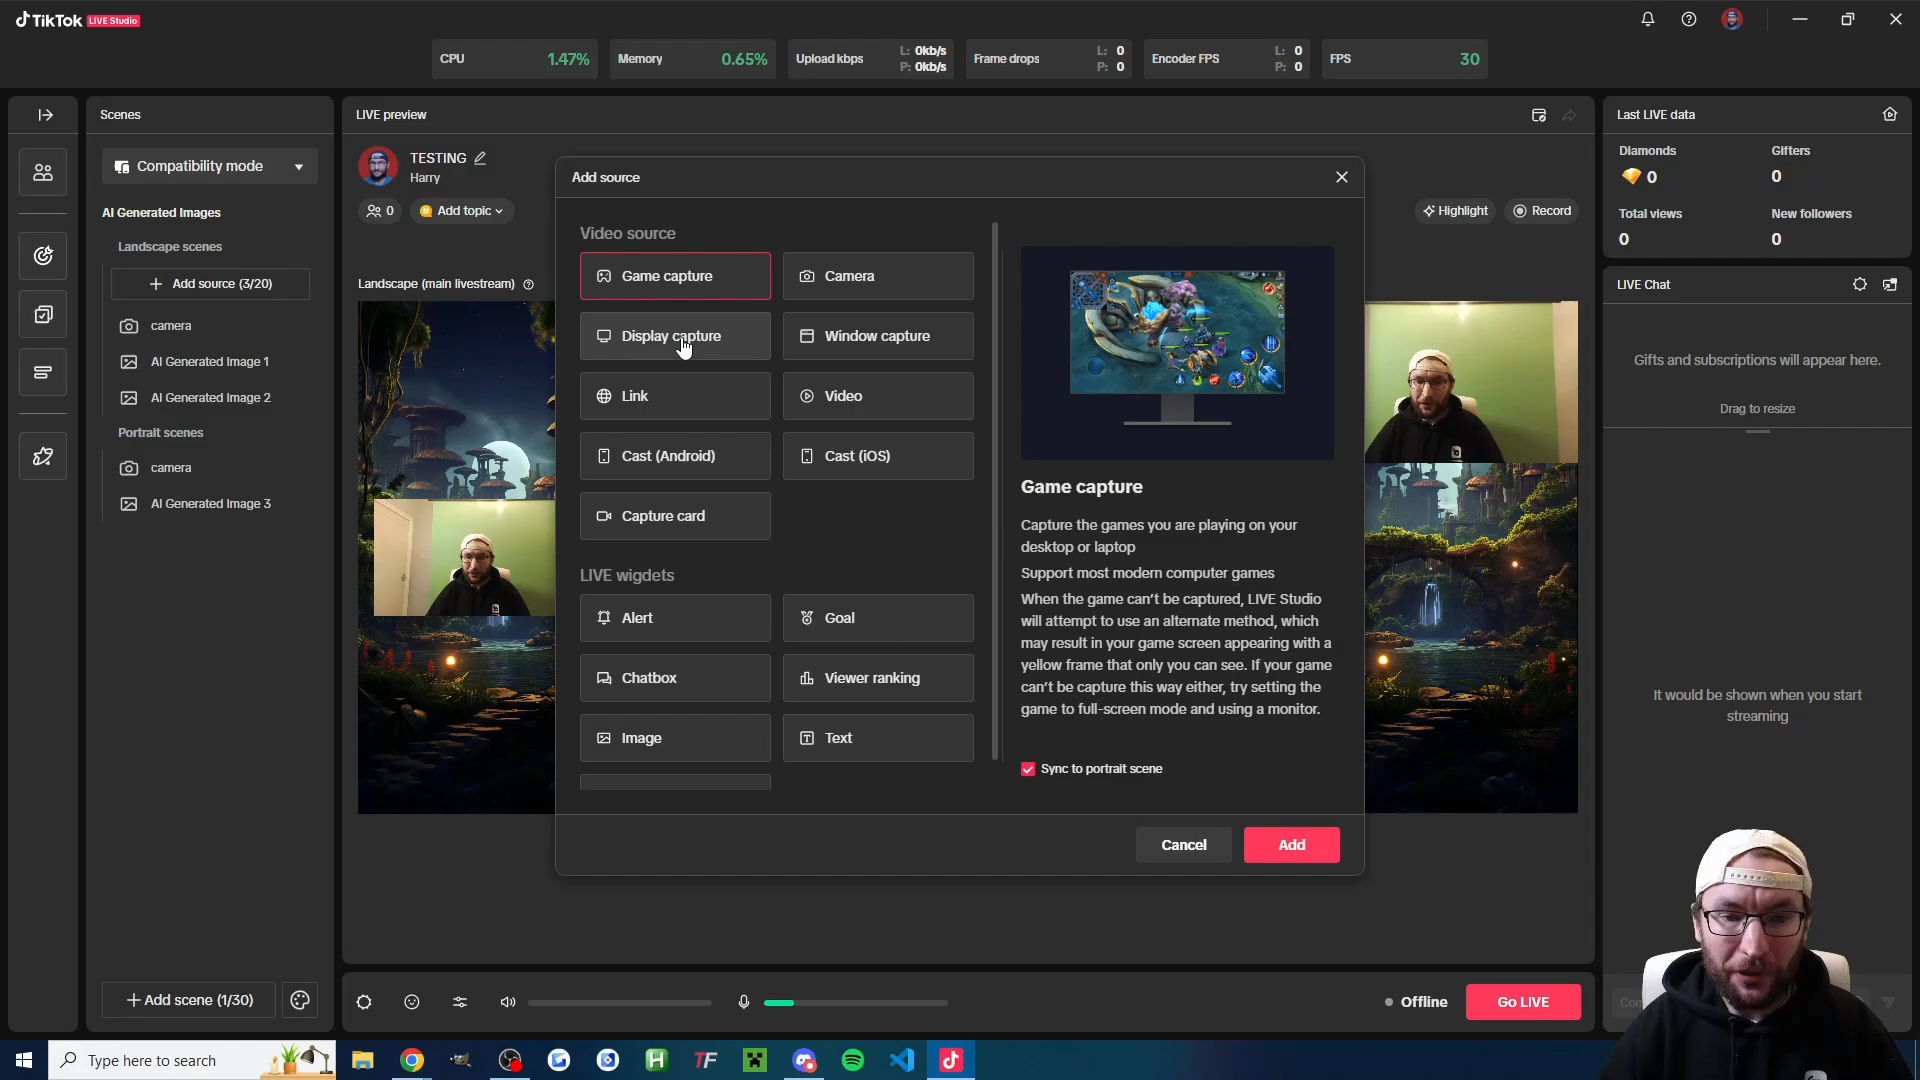 TikTok LIVE Studio
CPU 1.47%
Memory 0.65%
Upload kbps L: 0kb/s P: 0kb/s
Frame drops L: 0 P: 0
Encoder FPS L: 0 P: 0
FPS 30
Scenes
Compatibility mode
AI Generated Images
Landscape scenes
Add source (3/20)
camera
AI Generated Image 1
AI Generated Image 2
Portrait scenes
camera
AI Generated Image 3
Add scene (1/30)
LIVE preview
TESTING
Harry
0
Add topic
Highlight
Record
Landscape (main livestream)
Add source
Video source
Game capture
Camera
Display capture
Window capture
Link
Video
Cast (Android)
Cast (iOS)
Capture card
LIVE wigdets
Alert
Goal
Chatbox
Viewer ranking
Image
Text
Game capture
Capture the games you are playing on your
desktop or laptop
Support most modern computer games
When the game can't be captured, LIVE Studio
will attempt to use an alternate method, which
may result in your game screen appearing with a
yellow frame that only you can see. If your game
can't be capture this way either, try setting the
game to full-screen mode and using a monitor.
Sync to portrait scene
Cancel
Add
Offline
Go LIVE
Last LIVE data
Diamonds
Gifters
0
0
Total views
New followers
0
0
LIVE Chat
Gifts and subscriptions will appear here.
Drag to resize
It would be shown when you start
streaming
Type here to search